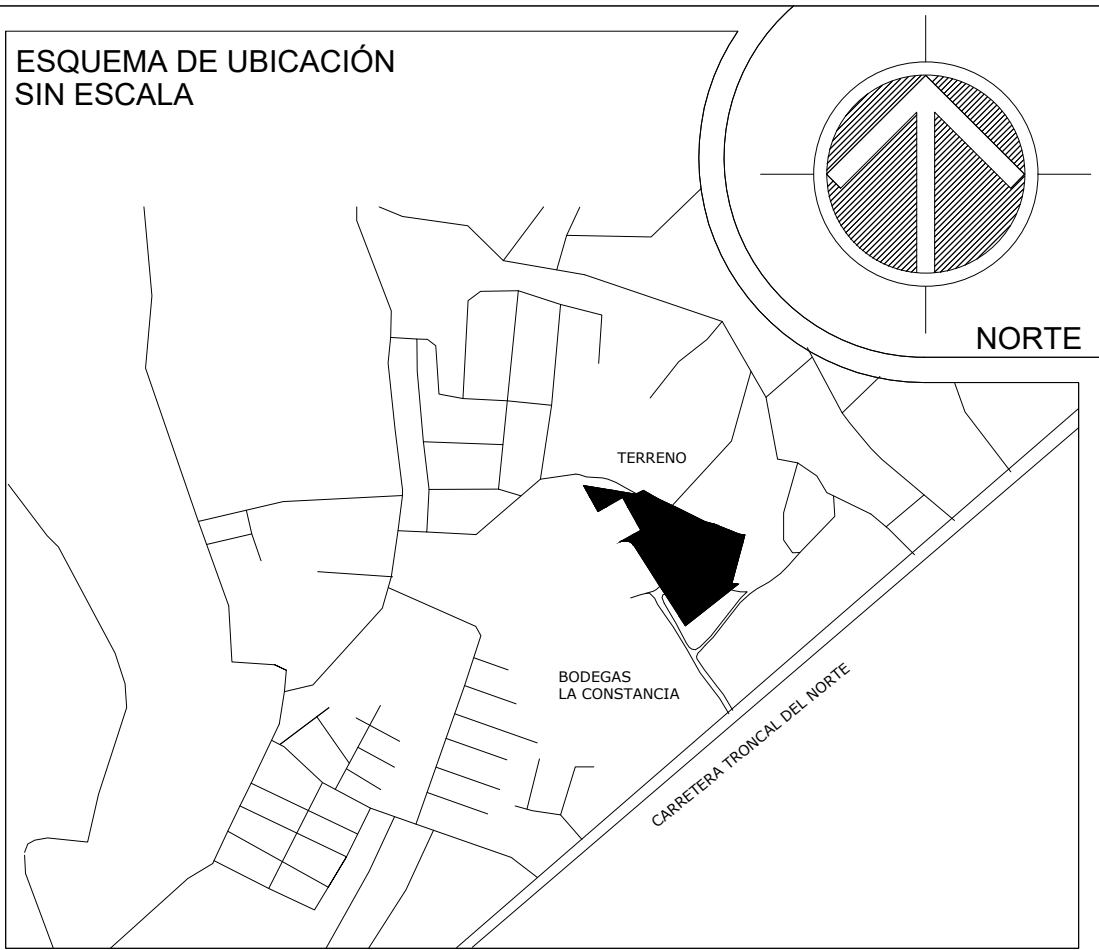 ESQUEMA DE UBICACIÓN
SIN ESCALA
NORTE
TERRENO
BODEGAS
LA CONSTANCIA
CARRETERA TRONCAL DEL NORTE